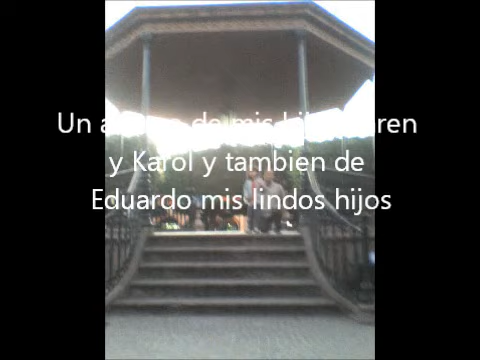 Un de mis
y Karol y tambien de
Eduardo mis lindos hijos